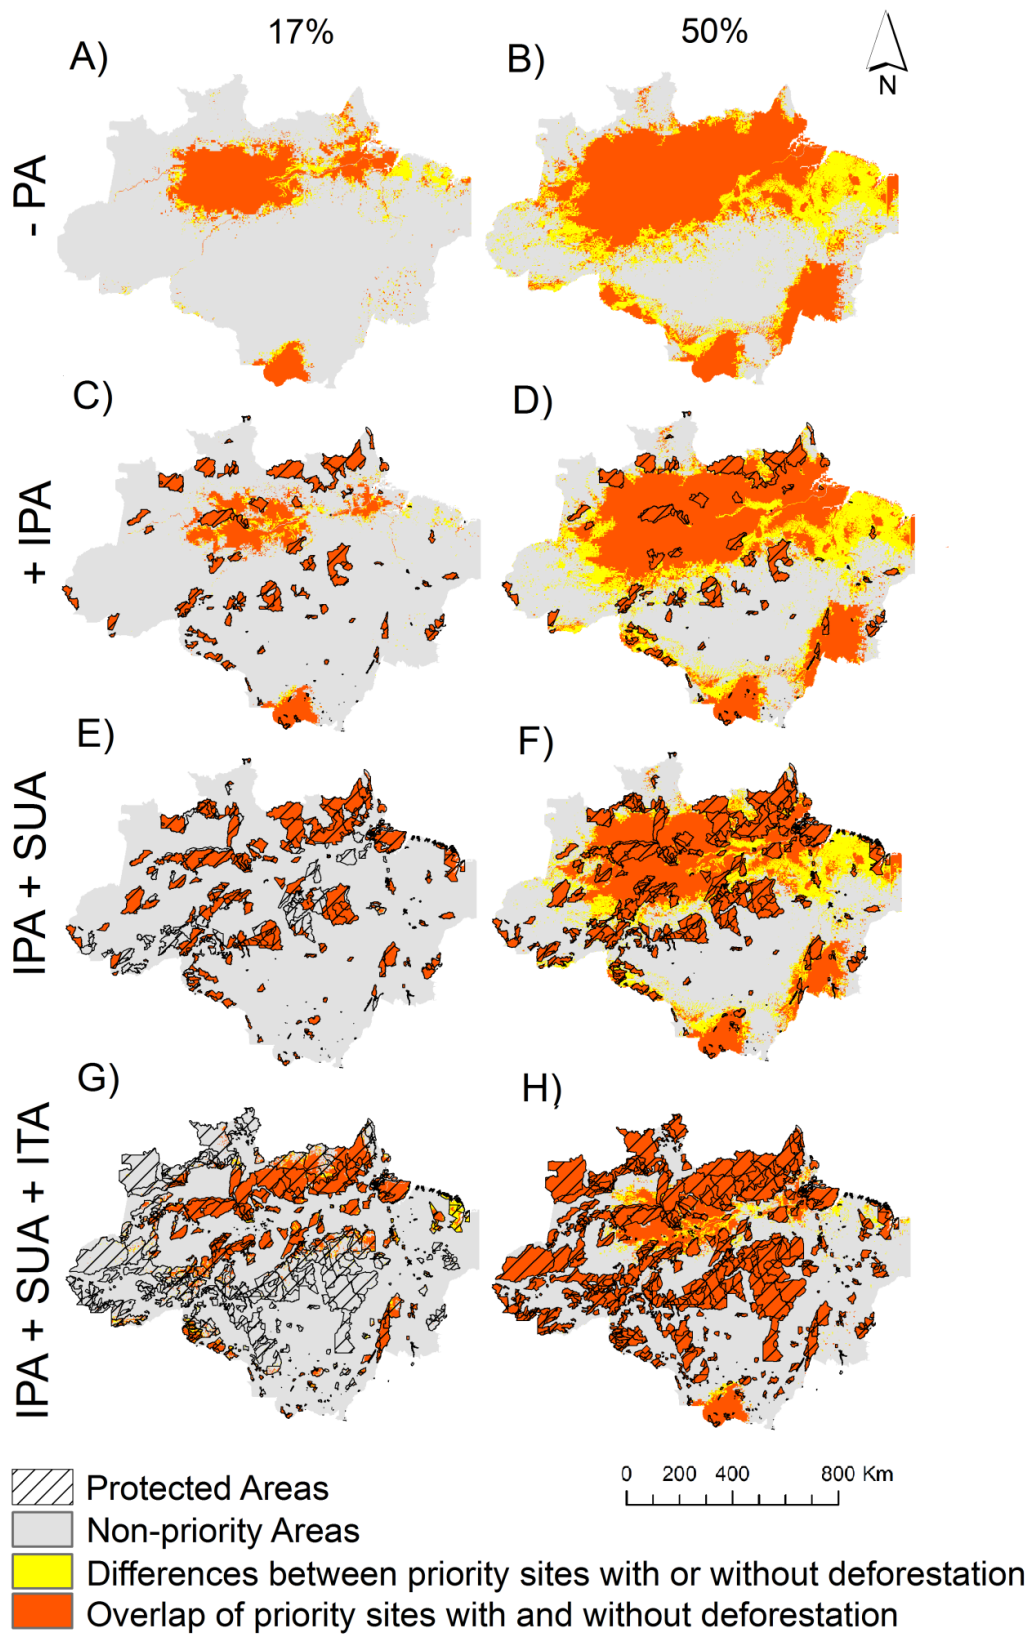 17%
50%
N
A)
B)
- PA
C)
D)
+ IPA
E)
F)
IPA + SUA
G)
H)
IPA + SUA + ITA
0 200 400 800 Km
Protected Areas
Non-priority Areas
Differences between priority sites with or without deforestation
Overlap of priority sites with and without deforestation